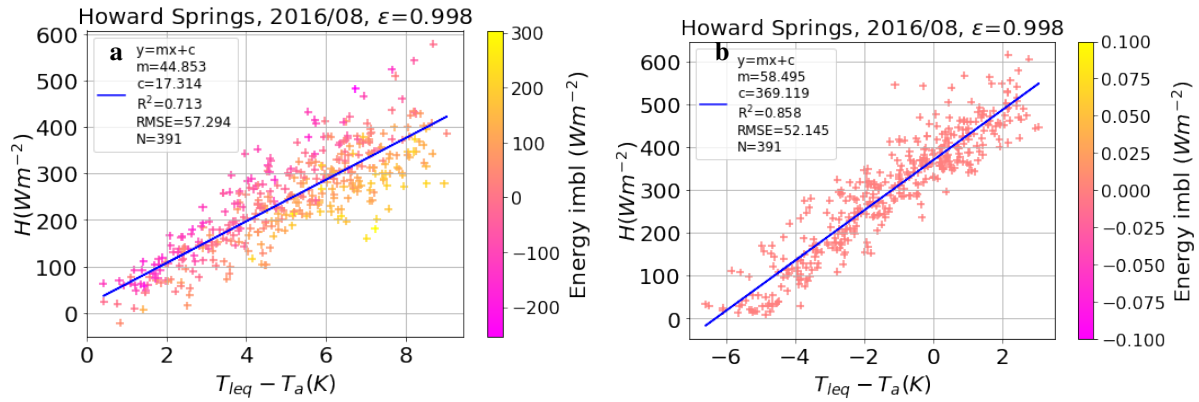 Howard Springs, 2016/08, ε=0.998
a
y=mx+c
m=44.853
c=17.314
R²=0.713
RMSE=57.294
N=391
600
500
400
300
200
100
0
H(Wm⁻²)
0 2 4 6 8
T_leq − T_a(K)
300
200
100
0
−100
−200
Energy imbl (Wm⁻²)
Howard Springs, 2016/08, ε=0.998
b
y=mx+c
m=58.495
c=369.119
R²=0.858
RMSE=52.145
N=391
600
500
400
300
200
100
0
H(Wm⁻²)
−6 −4 −2 0 2
T_leq − T_a(K)
0.100
0.075
0.050
0.025
0.000
−0.025
−0.050
−0.075
−0.100
Energy imbl (Wm⁻²)